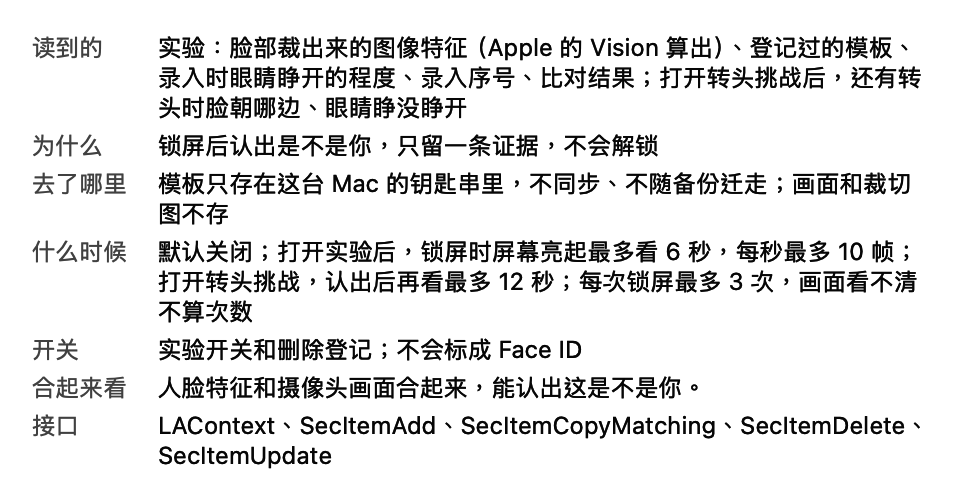 读到的 实验：脸部裁出来的图像特征（Apple 的 Vision 算出）、登记过的模板、
录入时眼睛睁开的程度、录入序号、比对结果；打开转头挑战后，还有转
头时脸朝哪边、眼睛睁没睁开
为什么 锁屏后认出是不是你，只留一条证据，不会解锁
去了哪里 模板只存在这台 Mac 的钥匙串里，不同步、不随备份迁走；画面和裁切
图不存
什么时候 默认关闭；打开实验后，锁屏时屏幕亮起最多看 6 秒，每秒最多 10 帧；
打开转头挑战，认出后再看最多 12 秒；每次锁屏最多 3 次，画面看不清
不算次数
开关 实验开关和删除登记；不会标成 Face ID
合起来看 人脸特征和摄像头画面合起来，能认出这是不是你。
接口 LAContext、SecItemAdd、SecItemCopyMatching、SecItemDelete、
SecItemUpdate